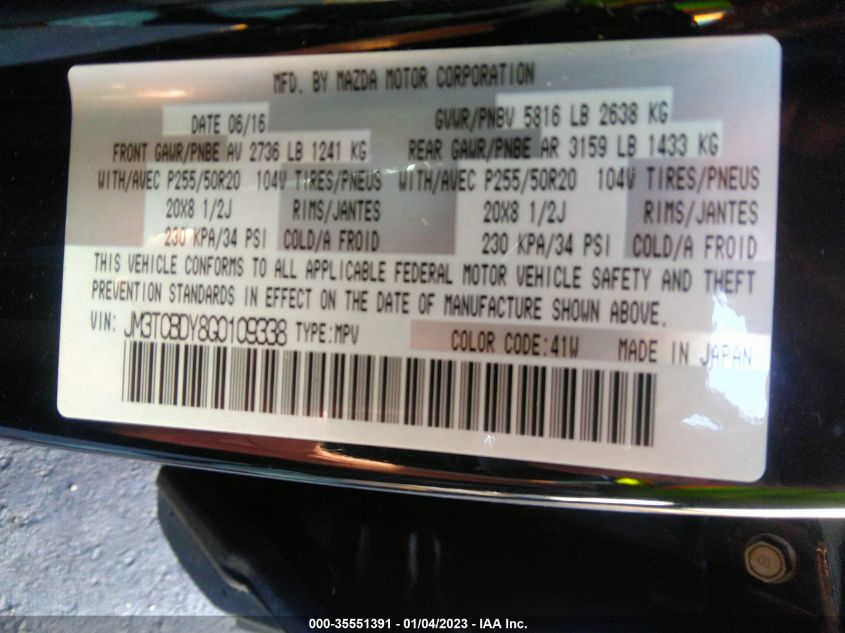 MFD. BY MAZDA MOTOR CORPORATION
DATE 06/16 GVWR/PNBV 5816 LB 2638 KG
FRONT GAWR/PNBE AV 2736 LB 1241 KG REAR GAWR/PNBE AR 3159 LB 1433 KG
WITH/AVEC P255/50R20 104V TIRES/PNEUS WITH/AVEC P255/50R20 104V TIRES/PNEUS
20X8 1/2J RIMS/JANTES 20X8 1/2J RIMS/JANTES
230 KPA/34 PSI COLD/A FROID 230 KPA/34 PSI COLD/A FROID
THIS VEHICLE CONFORMS TO ALL APPLICABLE FEDERAL MOTOR VEHICLE SAFETY AND THEFT
PREVENTION STANDARDS IN EFFECT ON THE DATE OF MANUFACTURE SHOWN ABOVE.
VIN: JM3TCBDY8G0109338 TYPE:MPV COLOR CODE:41W MADE IN JAPAN
000-35551391 - 01/04/2023 - IAA Inc.